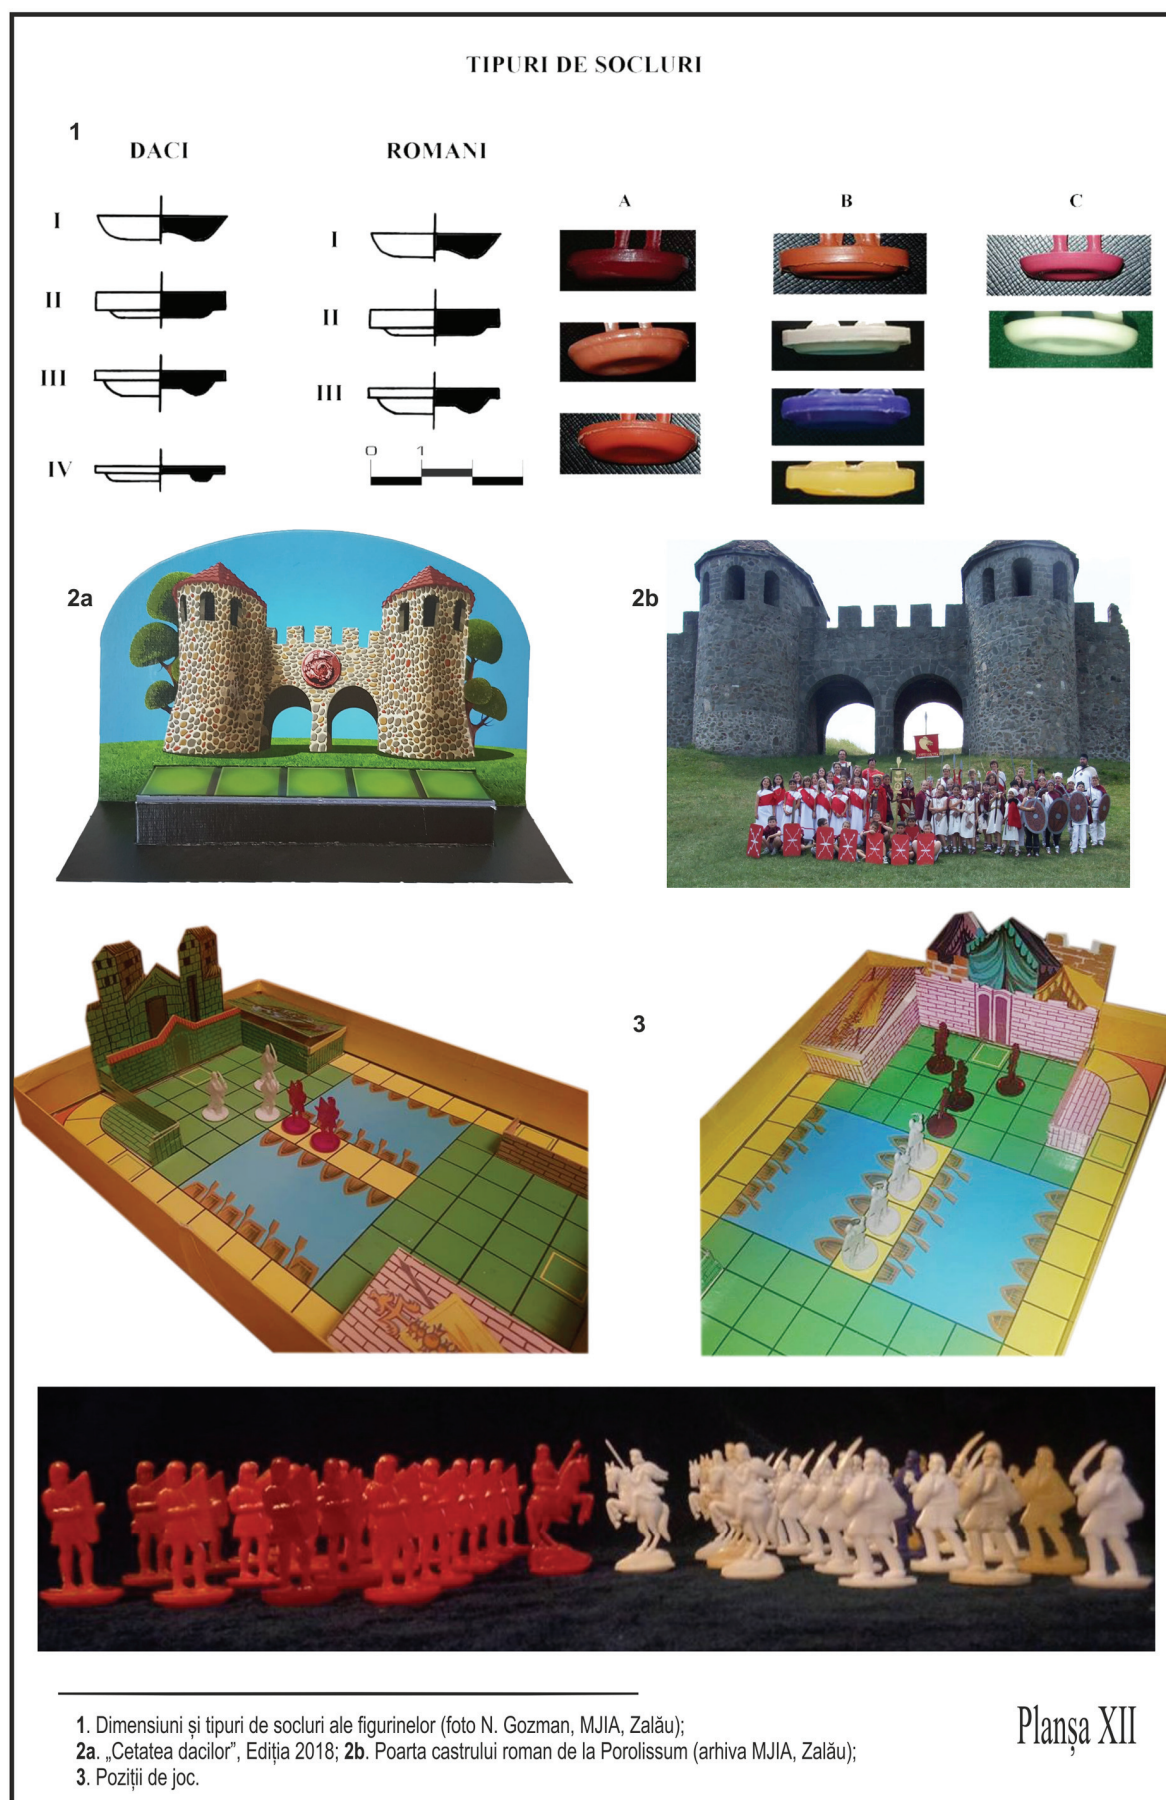 TIPURI DE SOCLURI
1
DACI
ROMANI
A
B
C
I
I
II
II
III
III
IV
0 1
2a
2b
3
1. Dimensiuni și tipuri de socluri ale figurinelor (foto N. Gozman, MJIA, Zalău);
2a. „Cetatea dacilor”, Ediția 2018; 2b. Poarta castrului roman de la Porolissum (arhiva MJIA, Zalău);
3. Poziții de joc.
Planșa XII